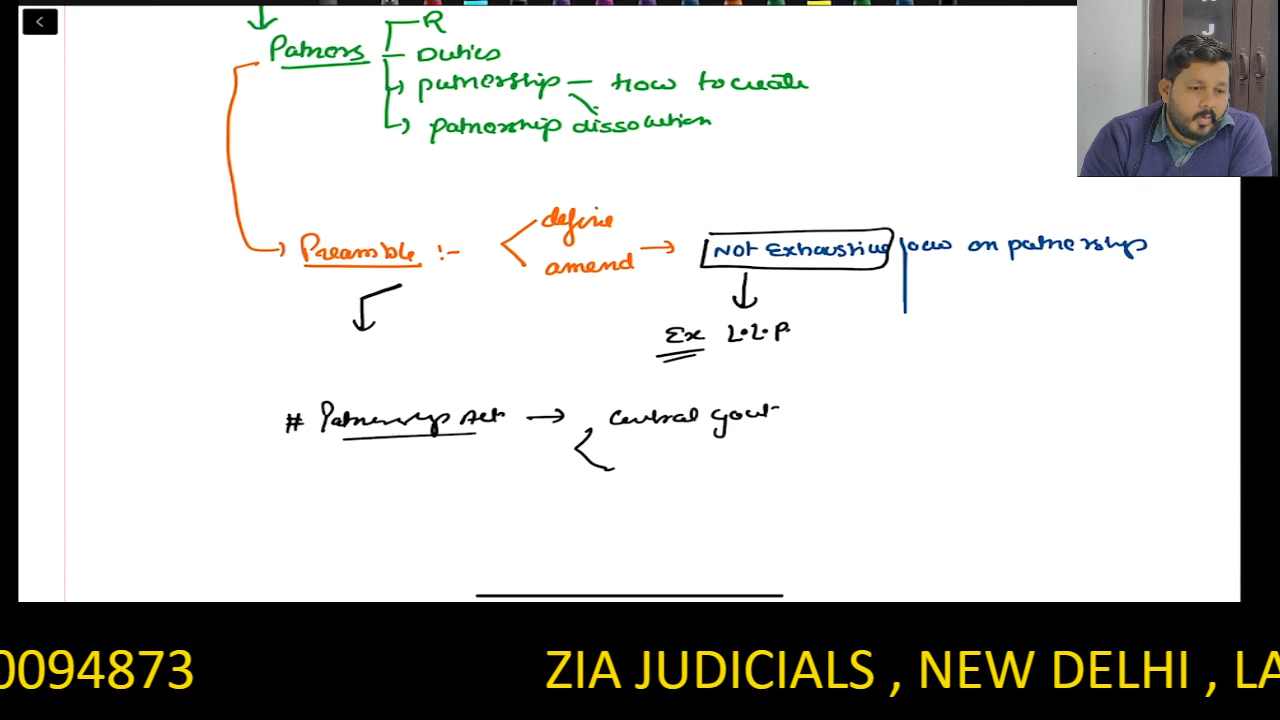 R
Patners
Duties
patnership — How to create
patnership dissolution
Preamble :-
define
amend → NOT Exhaustive law on patnership
Ex L.L.P.
# Patnership Act → Central govt
0094873 ZIA JUDICIALS , NEW DELHI , LA
J